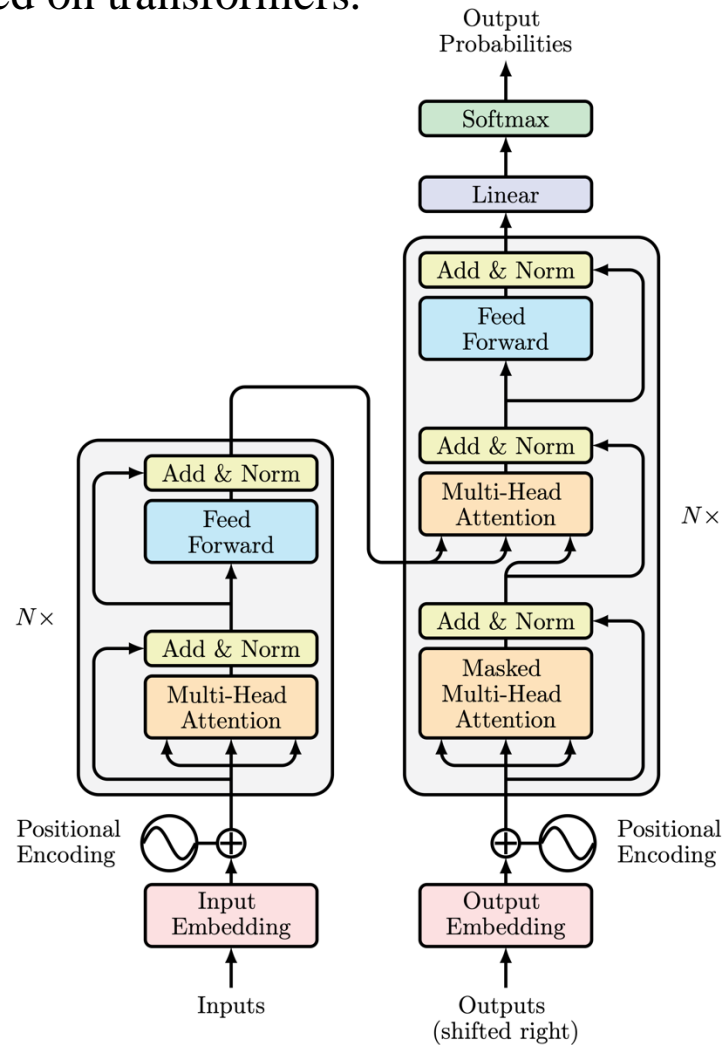 ed on transformers.
Output
Probabilities
Softmax
Linear
Add & Norm
Feed
Forward
Add & Norm
Multi-Head
Attention
N×
Add & Norm
Masked
Multi-Head
Attention
Add & Norm
Feed
Forward
N×
Add & Norm
Multi-Head
Attention
Positional
Encoding
Positional
Encoding
Input
Embedding
Output
Embedding
Inputs
Outputs
(shifted right)